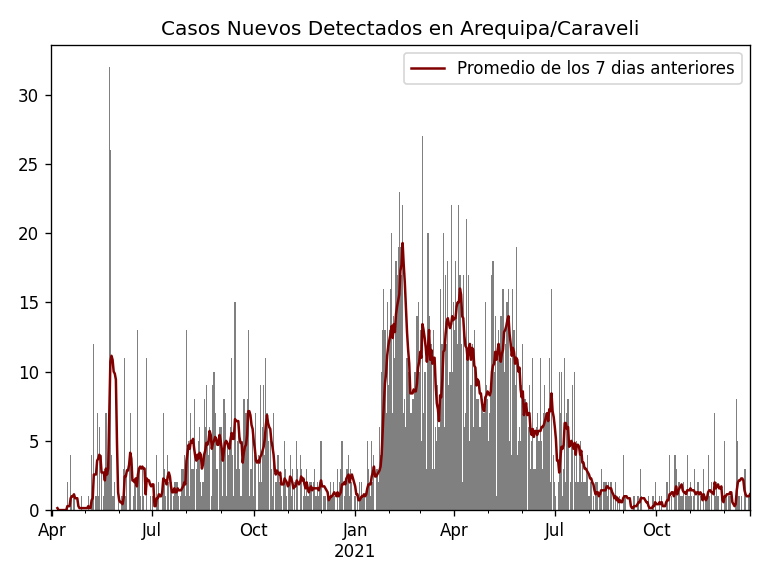 Casos Nuevos Detectados en Arequipa/Caraveli
Promedio de los 7 dias anteriores
30
25
20
15
10
5
0
Apr Jul Oct Jan Apr Jul Oct
2021